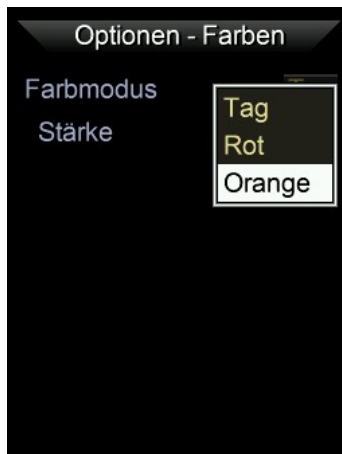 Optionen - Farben
Farbmodus
Stärke
Tag
Rot
Orange